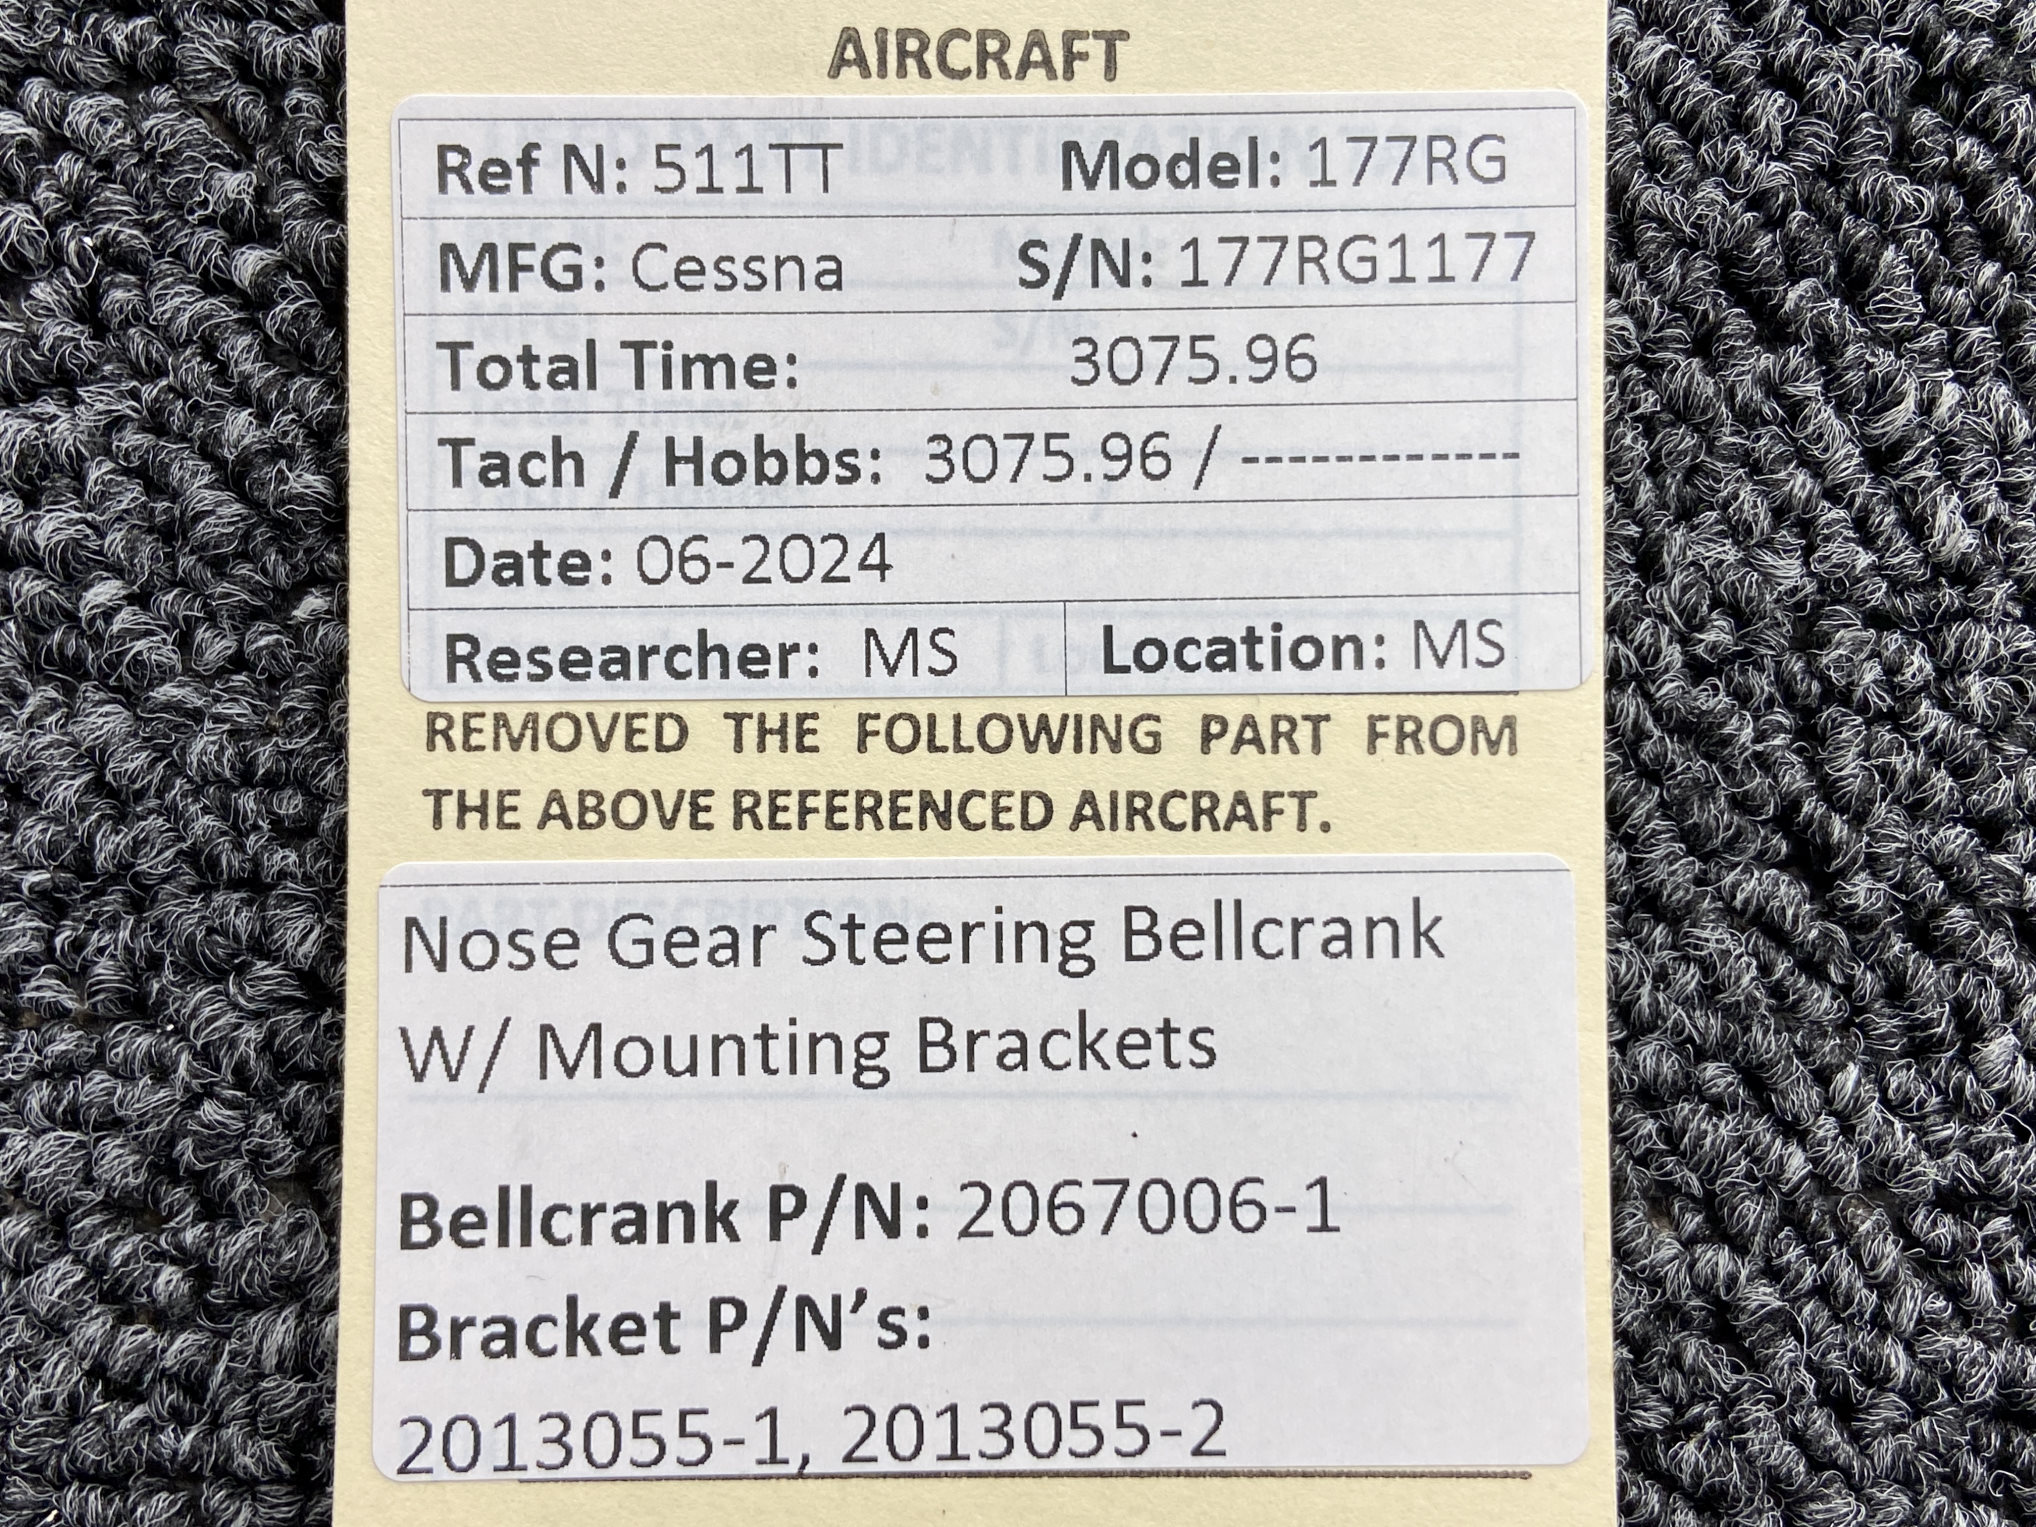 AIRCRAFT
Ref N: 511TT Model: 177RG
MFG: Cessna S/N: 177RG1177
Total Time: 3075.96
Tach / Hobbs: 3075.96 / ------------
Date: 06-2024
Researcher: MS Location: MS
REMOVED THE FOLLOWING PART FROM
THE ABOVE REFERENCED AIRCRAFT.
Nose Gear Steering Bellcrank
W/ Mounting Brackets
Bellcrank P/N: 2067006-1
Bracket P/N’s:
2013055-1, 2013055-2